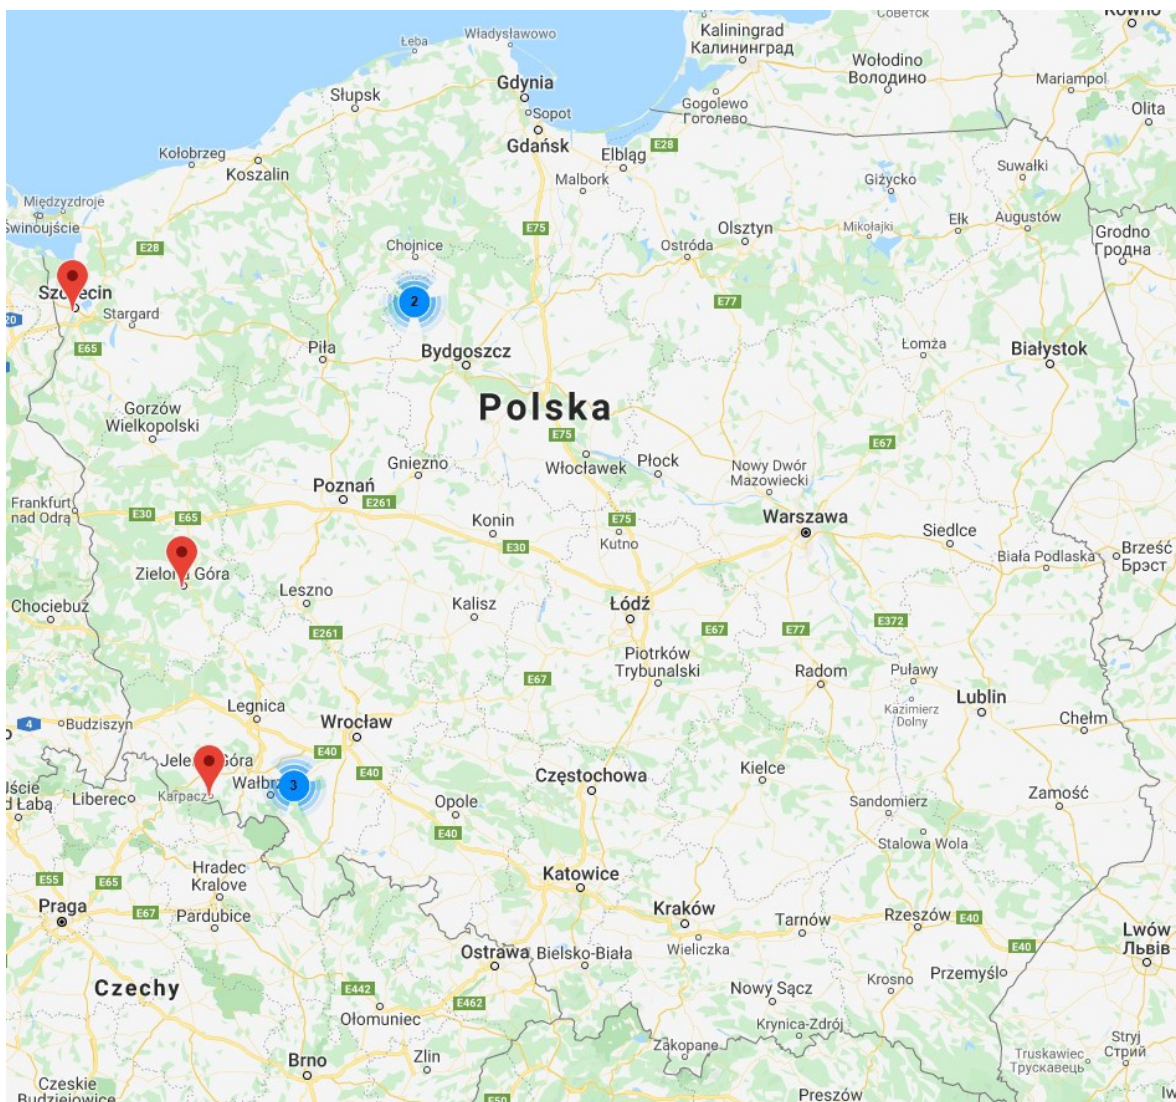 Советск
Kaliningrad
Калининград
Wołodino
Володино
Władysławowo
Łeba
Gdynia
Mariampol
Słupsk
Gogolewo
Гоголево
Sopot
Olita
Gdańsk
E28
Elbląg
Kołobrzeg
Koszalin
Malbork
Giżycko
Suwałki
Międzyzdroje
Świnoujście
E28
E75
Olsztyn
Mikołajki
Ełk
Augustów
Grodno
Гродна
Chojnice
Ostróda
2
E77
Stargard
20
E65
Piła
Bydgoszcz
Łomża
Białystok
Polska
Gorzów
Wielkopolski
E75
E67
Gniezno
Włocławek
Płock
Nowy Dwór
Mazowiecki
Poznań
E261
Frankfurt
nad Odrą
E30
E65
Konin
E75
Warszawa
Siedlce
E30
Kutno
Biała Podlaska
Brześć
Брэст
Leszno
Chociebuż
Kalisz
Łódź
E261
E67
E77
E372
Piotrków
Trybunalski
E67
Radom
Puławy
Legnica
Kazimierz
Dolny
Lublin
4
Budziszyn
Wrocław
Chełm
E40
E40
3
Częstochowa
Kielce
Liberec
Karpacz
Opole
Sandomierz
Zamość
E40
Stalowa Wola
Hradec
Kralove
E55
E65
Katowice
Praga
E67
Pardubice
Kraków
Tarnów
Rzeszów
E40
Wieliczka
E40
Lwów
Львів
Ostrawa
Bielsko-Biała
Czechy
Przemyśl
Krosno
E442
E462
Nowy Sącz
Ołomuniec
Krynica-Zdrój
Brno
Zlin
Zakopane
Stryj
Стрий
Truskawiec
Трускавець
Czeskie
Budziejowice
E50
Preszów